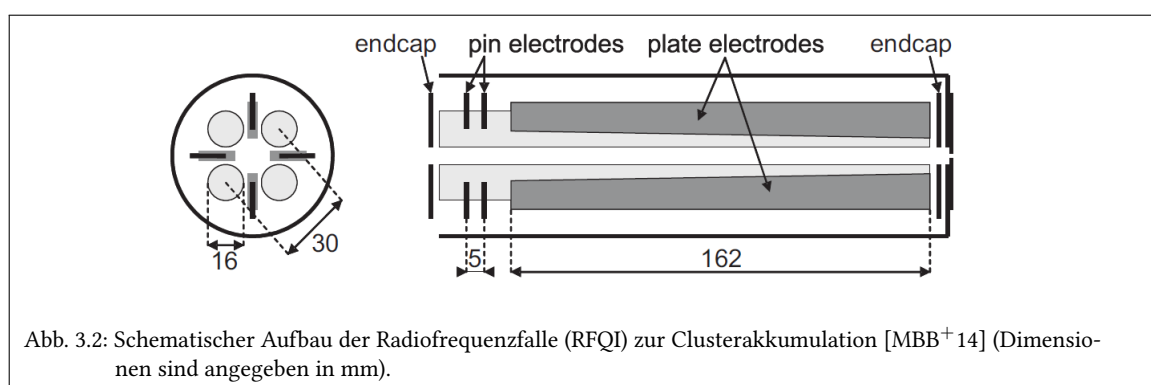 endcap pin electrodes plate electrodes endcap
16
30
5
162
Abb. 3.2: Schematischer Aufbau der Radiofrequenzfalle (RFQI) zur Clusterakkumulation [MBB+14] (Dimensio-
nen sind angegeben in mm).